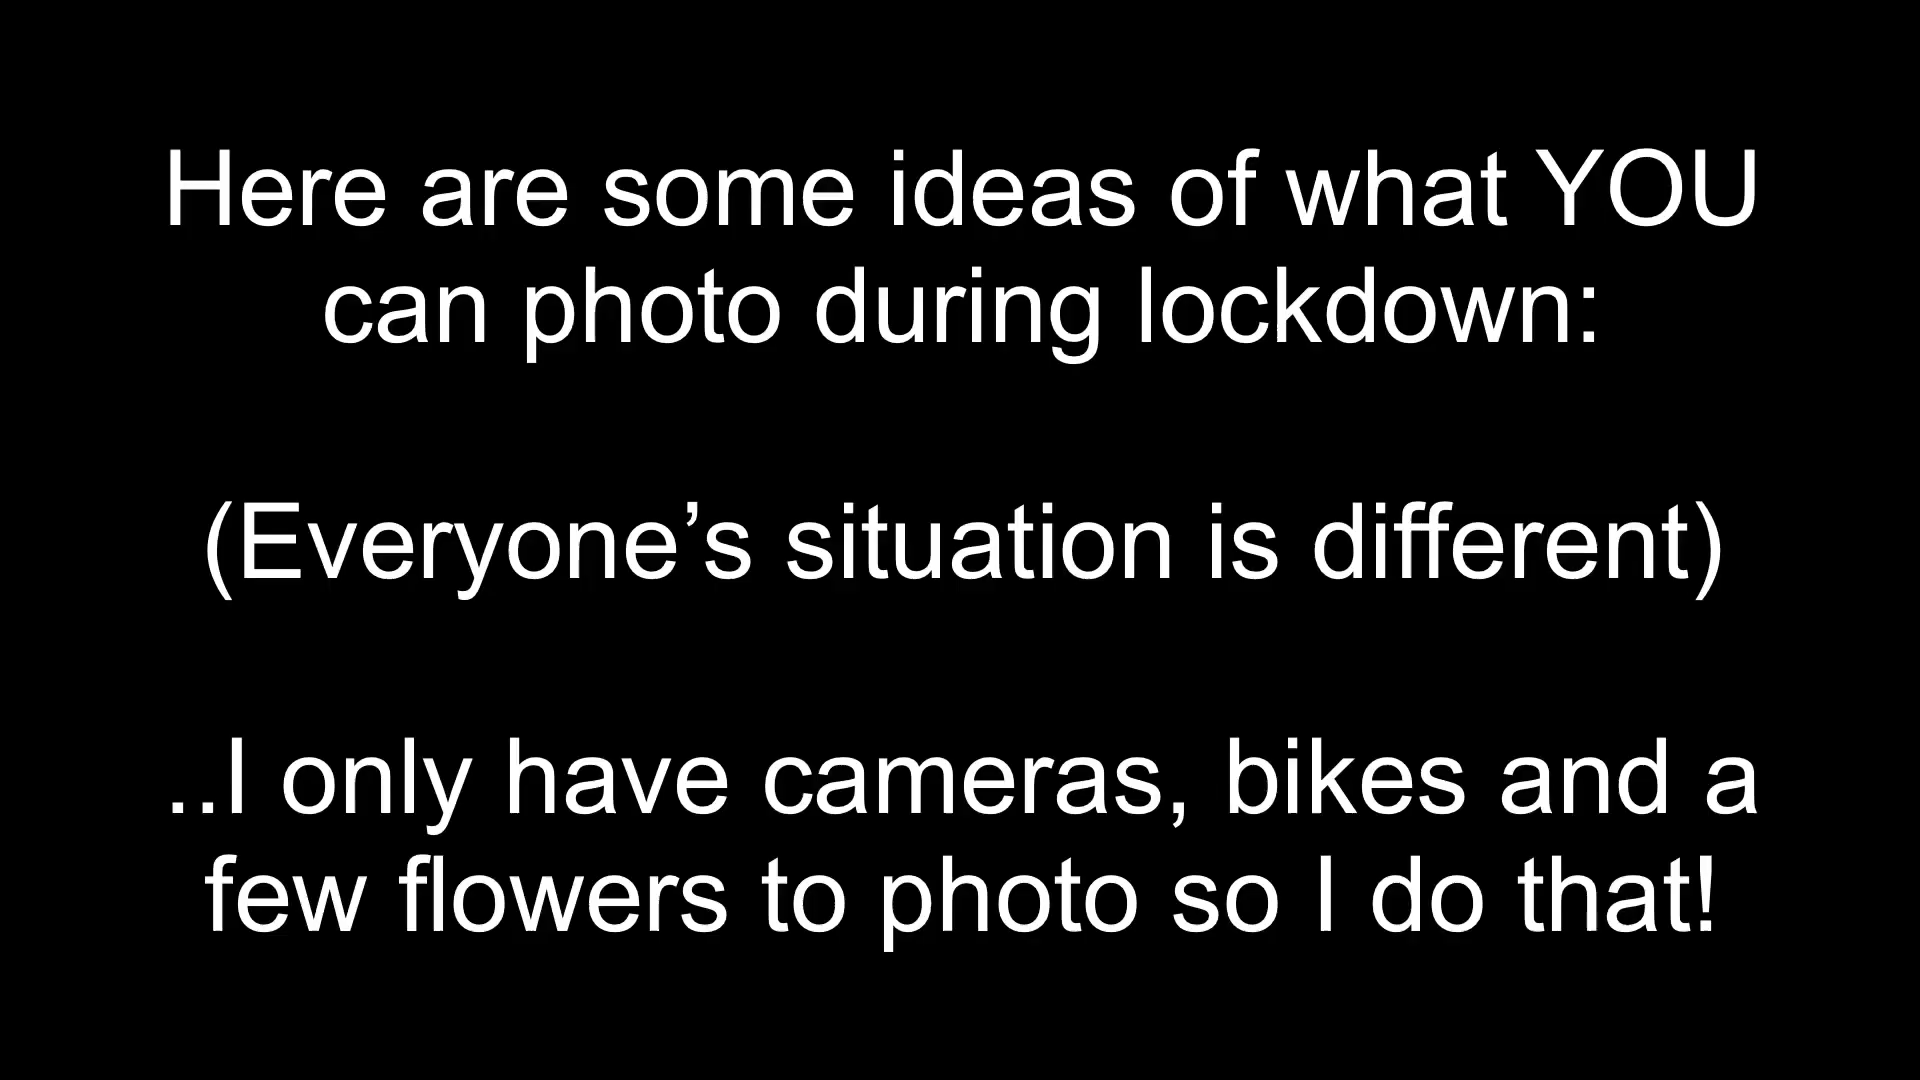 Here are some ideas of what YOU
can photo during lockdown:
(Everyone’s situation is different)
..I only have cameras, bikes and a
few flowers to photo so I do that!